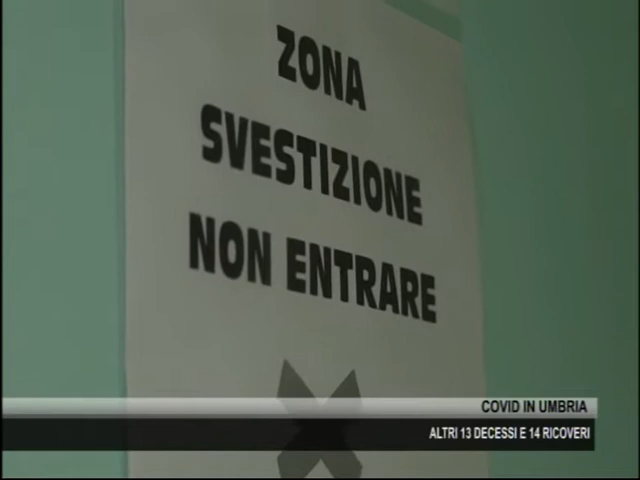 ZONA
SVESTIZIONE
NON ENTRARE
COVID IN UMBRIA
ALTRI 13 DECESSI E 14 RICOVERI